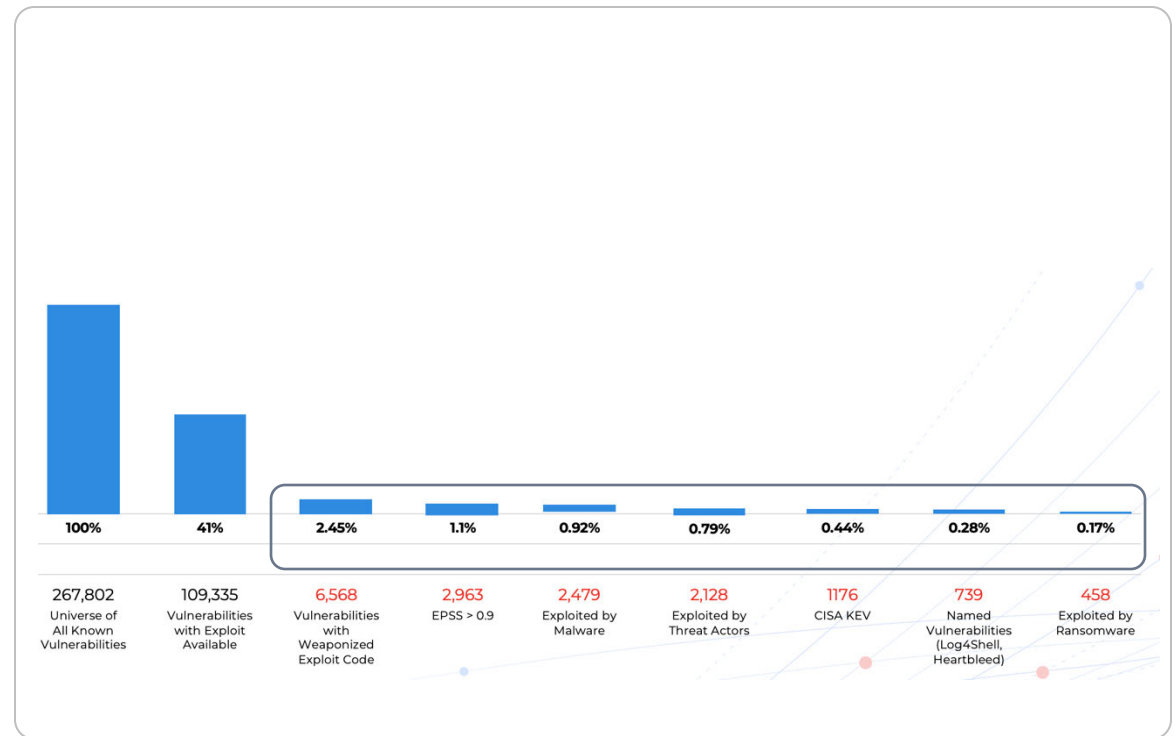 100%
41%
2.45%
1.1%
0.92%
0.79%
0.44%
0.28%
0.17%
267,802
Universe of
All Known
Vulnerabilities
109,335
Vulnerabilities
with Exploit
Available
6,568
Vulnerabilities
with
Weaponized
Exploit Code
2,963
EPSS > 0.9
2,479
Exploited by
Malware
2,128
Exploited by
Threat Actors
1176
CISA KEV
739
Named
Vulnerabilities
(Log4Shell,
Heartbleed)
458
Exploited by
Ransomware